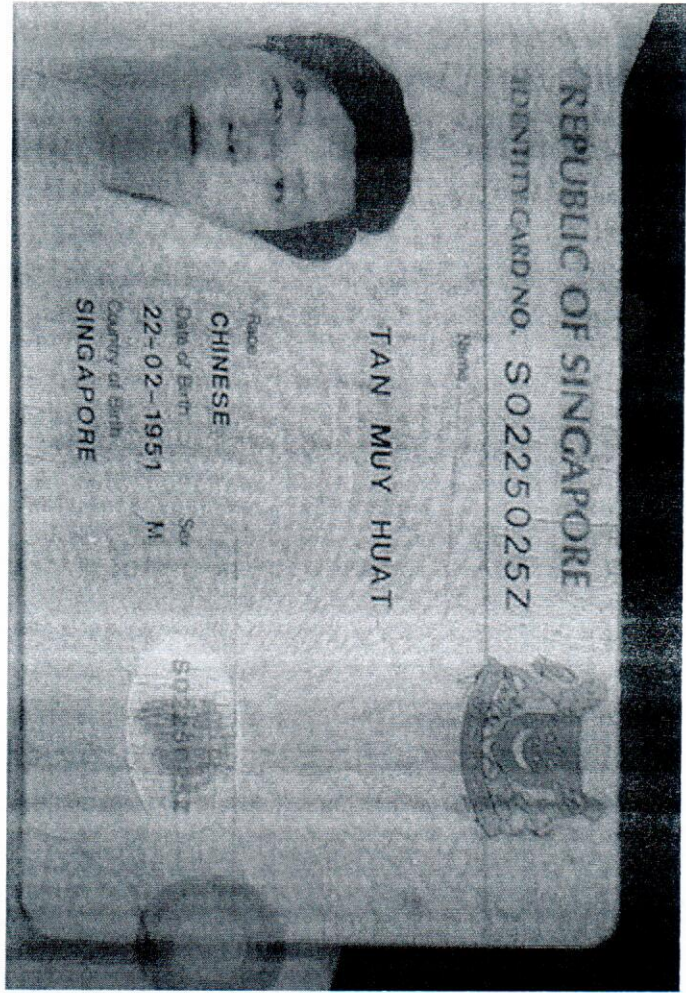 REPUBLIC OF SINGAPORE
IDENTITY CARD NO. S0225025Z
Name
TAN MUY HUAT
Race
CHINESE
Date of Birth Sex
22-02-1951 M
Country of Birth
SINGAPORE